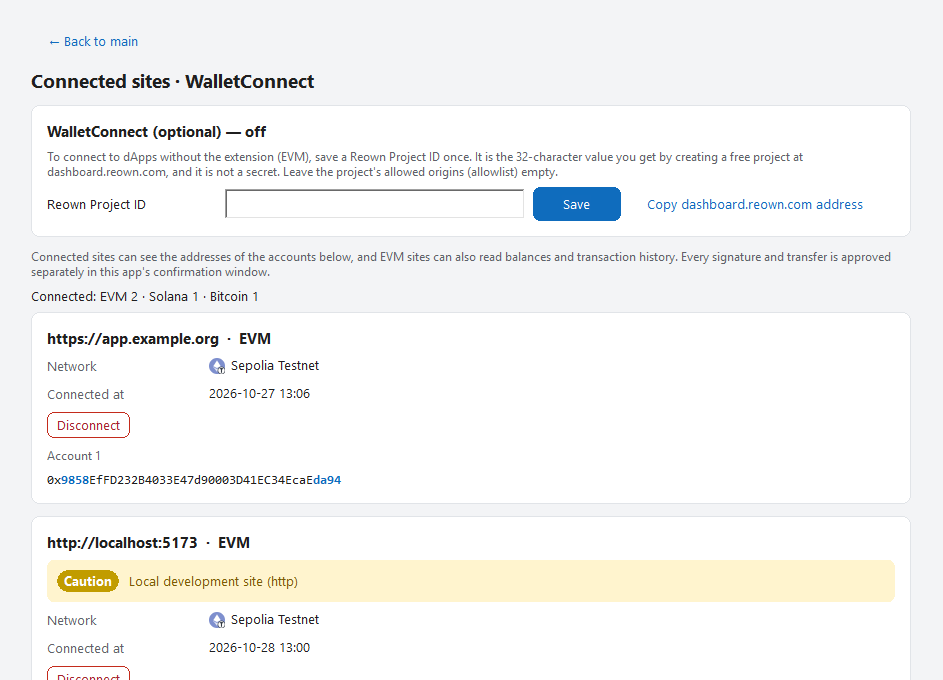 ← Back to main
Connected sites · WalletConnect
WalletConnect (optional) — off
To connect to dApps without the extension (EVM), save a Reown Project ID once. It is the 32-character value you get by creating a free project at
dashboard.reown.com, and it is not a secret. Leave the project's allowed origins (allowlist) empty.
Reown Project ID Save Copy dashboard.reown.com address
Connected sites can see the addresses of the accounts below, and EVM sites can also read balances and transaction history. Every signature and transfer is approved
separately in this app's confirmation window.
Connected: EVM 2 · Solana 1 · Bitcoin 1
https://app.example.org · EVM
Network Sepolia Testnet
Connected at 2026-10-27 13:06
Disconnect
Account 1
0x9858EfFD232B4033E47d90003D41EC34EcaEda94
http://localhost:5173 · EVM
Caution Local development site (http)
Network Sepolia Testnet
Connected at 2026-10-28 13:00
Disconnect